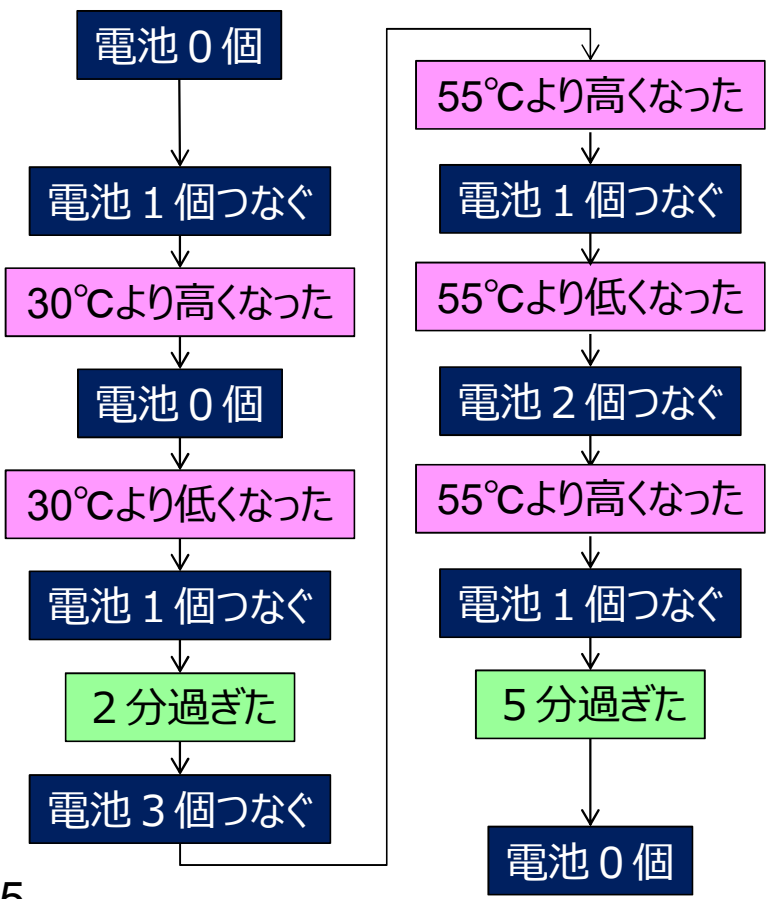 電池０個
電池１個つなぐ
30℃より高くなった
電池０個
30℃より低くなった
電池１個つなぐ
２分過ぎた
電池３個つなぐ
55℃より高くなった
電池１個つなぐ
55℃より低くなった
電池２個つなぐ
55℃より高くなった
電池１個つなぐ
５分過ぎた
電池０個
5